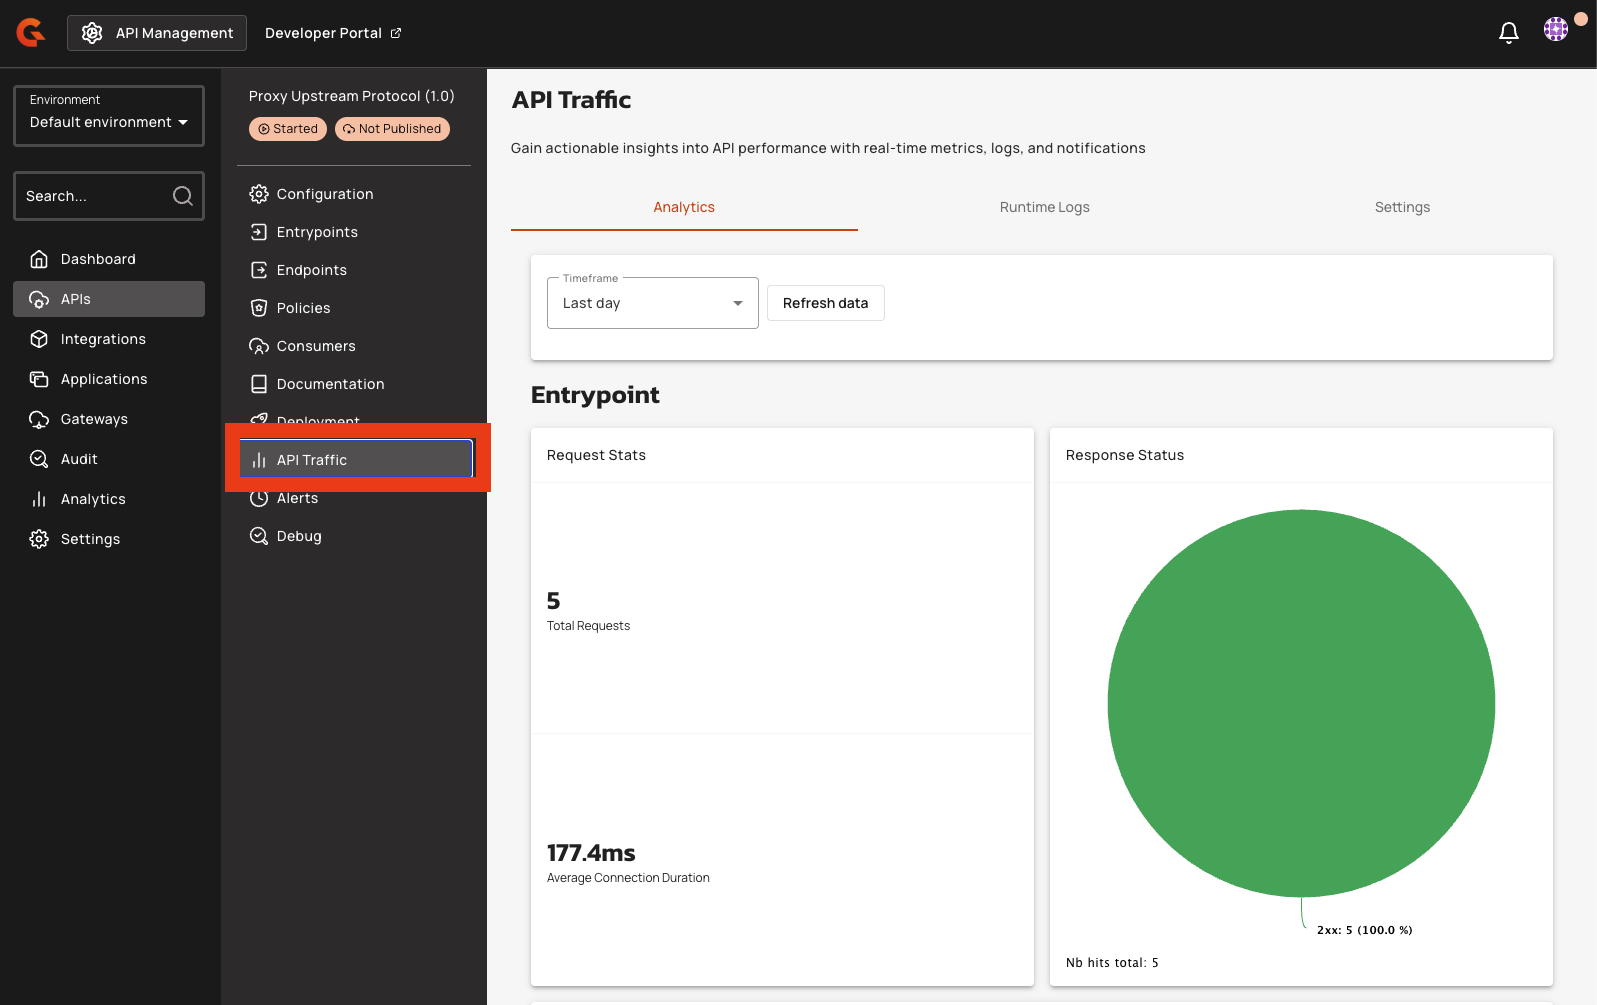 API Management
Developer Portal
Environment
Default environment
Search...
Dashboard
APIs
Integrations
Applications
Gateways
Audit
Analytics
Settings
Proxy Upstream Protocol (1.0)
Started
Not Published
Configuration
Entrypoints
Endpoints
Policies
Consumers
Documentation
Deployment
API Traffic
Alerts
Debug
API Traffic
Gain actionable insights into API performance with real-time metrics, logs, and notifications
Analytics
Runtime Logs
Settings
Timeframe
Last day
Refresh data
Entrypoint
Request Stats
5
Total Requests
177.4ms
Average Connection Duration
Response Status
2xx: 5 (100.0 %)
Nb hits total: 5